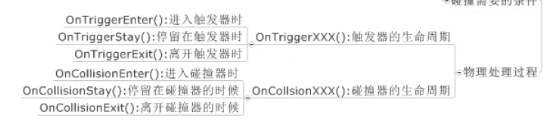 碰撞需要的条件
OnTriggerEnter():进入触发器时
OnTriggerStay():停留在触发器时
OnTriggerExit():离开触发器时
OnTriggerXXX():触发器的生命周期
物理处理过程
OnCollisionEnter():进入碰撞器时
OnCollsionStay():停留在碰撞器的时候
OnCollisionExit():离开碰撞器的时候
OnCollsionXXX():碰撞器的生命周期